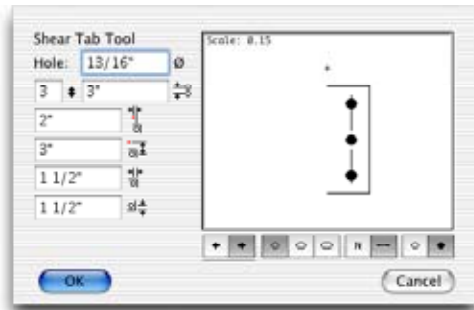 Shear Tab Tool
Hole: 13/16" Ø
3 3"
2"
3"
1 1/2"
1 1/2"
Scale: 0.15
N
OK
Cancel